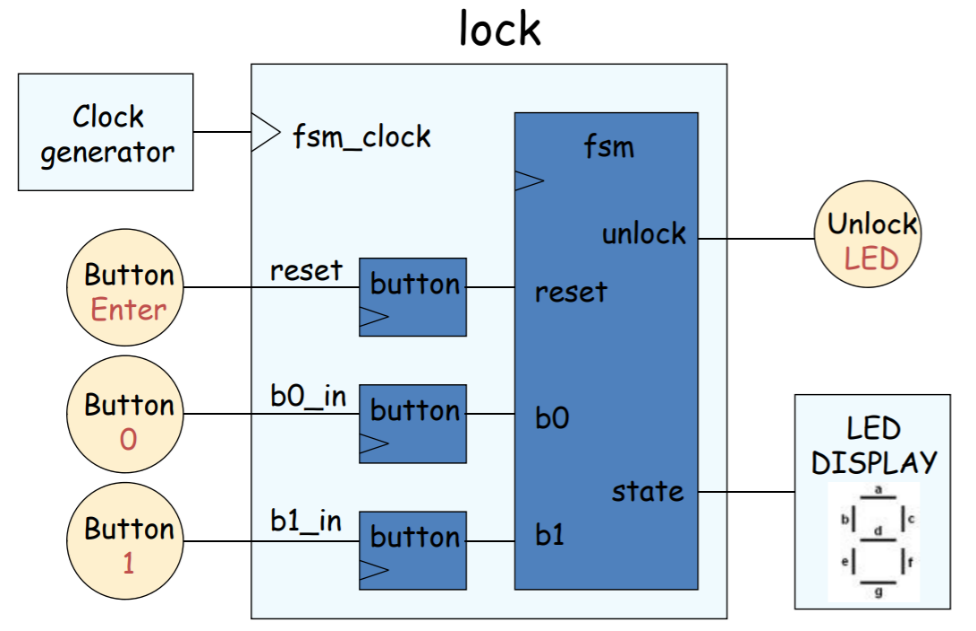 lock
Clock
generator
fsm_clock
fsm
unlock
Unlock
LED
Button
Enter
reset
button
reset
Button
0
b0_in
button
b0
LED
DISPLAY
state
a
b
c
d
e
f
g
Button
1
b1_in
button
b1